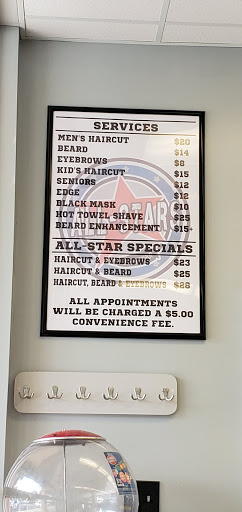 SERVICES
MEN'S HAIRCUT $20
BEARD $14
EYEBROWS $8
KID'S HAIRCUT $15
SENIORS $12
EDGE $12
BLACK MASK $10
HOT TOWEL SHAVE $25
BEARD ENHANCEMENT $15+
ALL-STARS
ALL-STAR SPECIALS
HAIRCUT & EYEBROWS $23
HAIRCUT & BEARD $25
HAIRCUT, BEARD & EYEBROWS $28
ALL APPOINTMENTS
WILL BE CHARGED A $5.00
CONVENIENCE FEE.